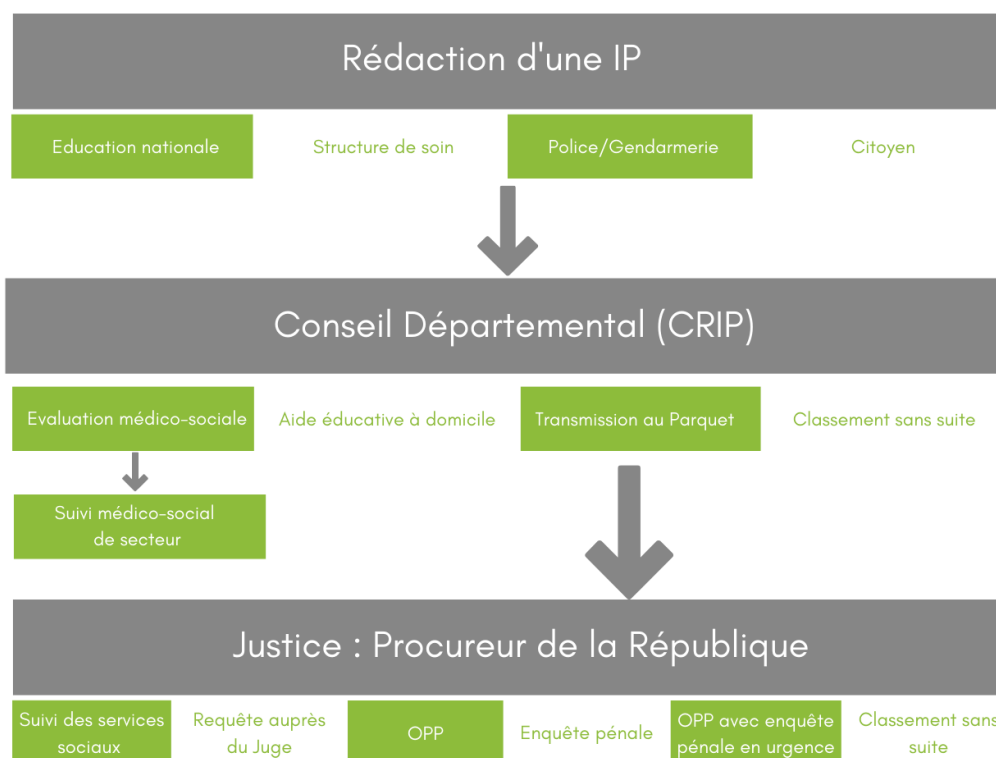 Rédaction d'une IP
Education nationale
Structure de soin
Police/Gendarmerie
Citoyen
Conseil Départemental (CRIP)
Evaluation médico-sociale
Aide éducative à domicile
Transmission au Parquet
Classement sans suite
Suivi médico-social
de secteur
Justice : Procureur de la République
Suivi des services
sociaux
Requête auprès
du Juge
OPP
Enquête pénale
OPP avec enquête
pénale en urgence
Classement sans
suite